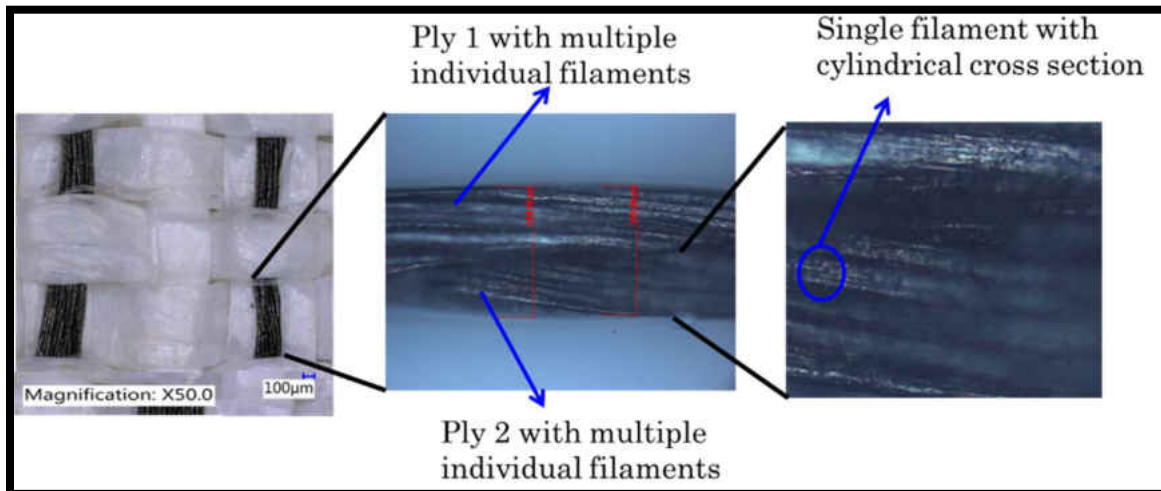 Ply 1 with multiple
individual filaments
Single filament with
cylindrical cross section
Magnification: X50.0
100µm
Ply 2 with multiple
individual filaments